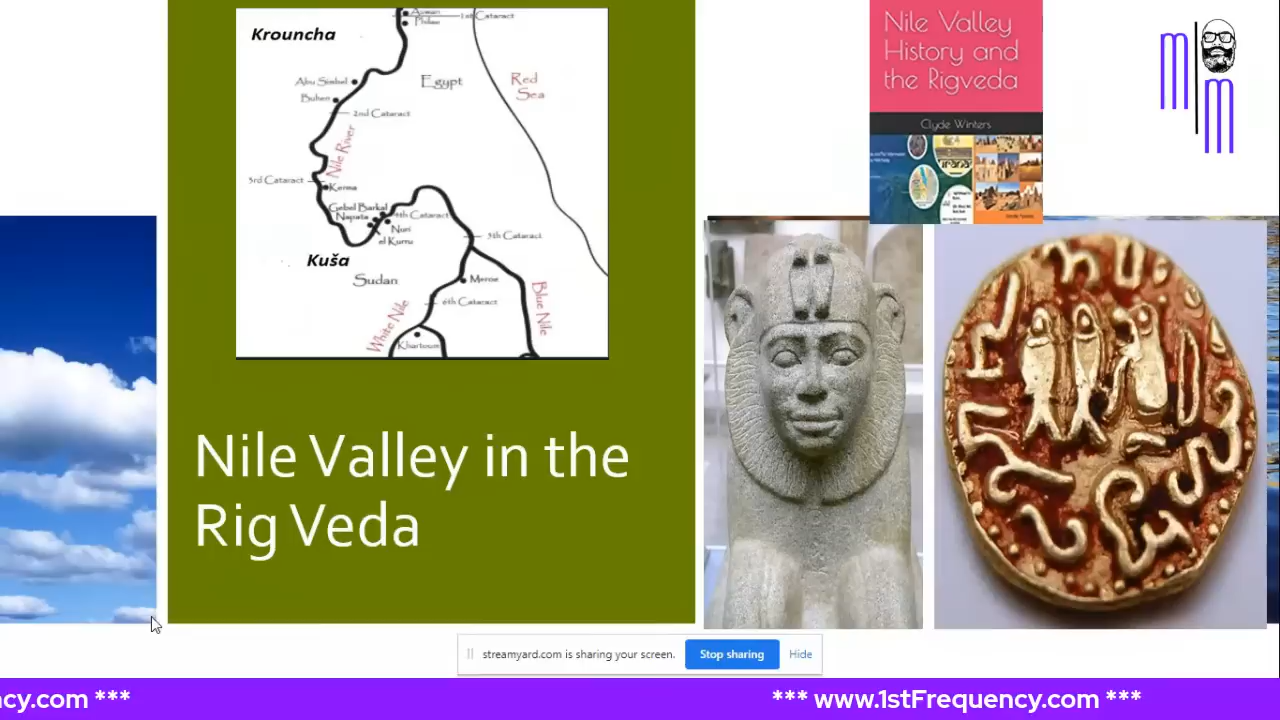 Krouncha
Aswan
Philae
1st Cataract
Abu Simbel
Egypt
Red
Sea
Buhen
2nd Cataract
Nile River
3rd Cataract
Kerma
Gebel Barkal
Napata
4th Cataract
Nuri
el Kurru
5th Cataract
Kuša
Sudan
Meroe
6th Cataract
White Nile
Blue Nile
Khartoum
Nile Valley in the
Rig Veda
Nile Valley
History and
the Rigveda
Clyde Winters
m
m
streamyard.com is sharing your screen.
Stop sharing
Hide
cy.com *** 
*** www.1stFrequency.com ***